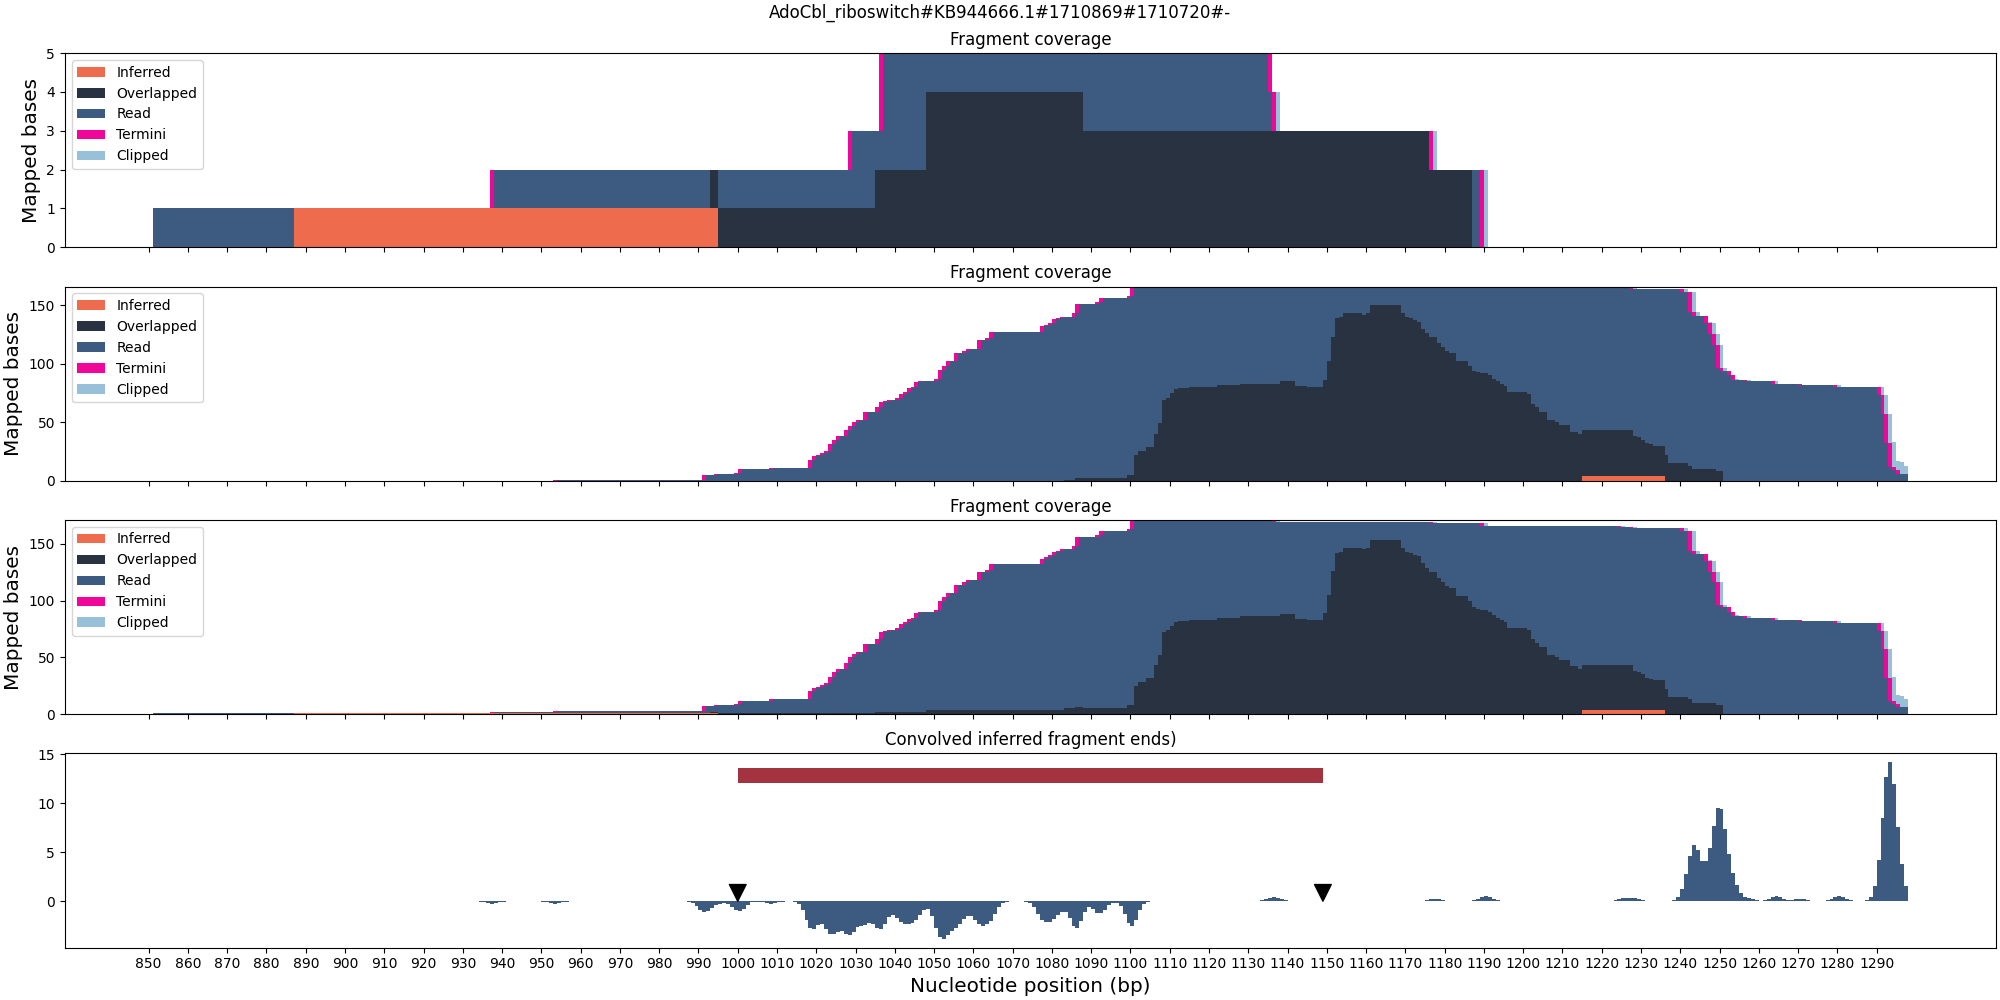 AdoCbl_riboswitch#KB944666.1#1710869#1710720#-
Fragment coverage
Mapped bases
5
4
3
2
1
0
Inferred
Overlapped
Read
Termini
Clipped
Fragment coverage
Mapped bases
150
100
50
0
Inferred
Overlapped
Read
Termini
Clipped
Fragment coverage
Mapped bases
150
100
50
0
Inferred
Overlapped
Read
Termini
Clipped
Convolved inferred fragment ends)
15
10
5
0
850 860 870 880 890 900 910 920 930 940 950 960 970 980 990 1000 1010 1020 1030 1040 1050 1060 1070 1080 1090 1100 1110 1120 1130 1140 1150 1160 1170 1180 1190 1200 1210 1220 1230 1240 1250 1260 1270 1280 1290
Nucleotide position (bp)